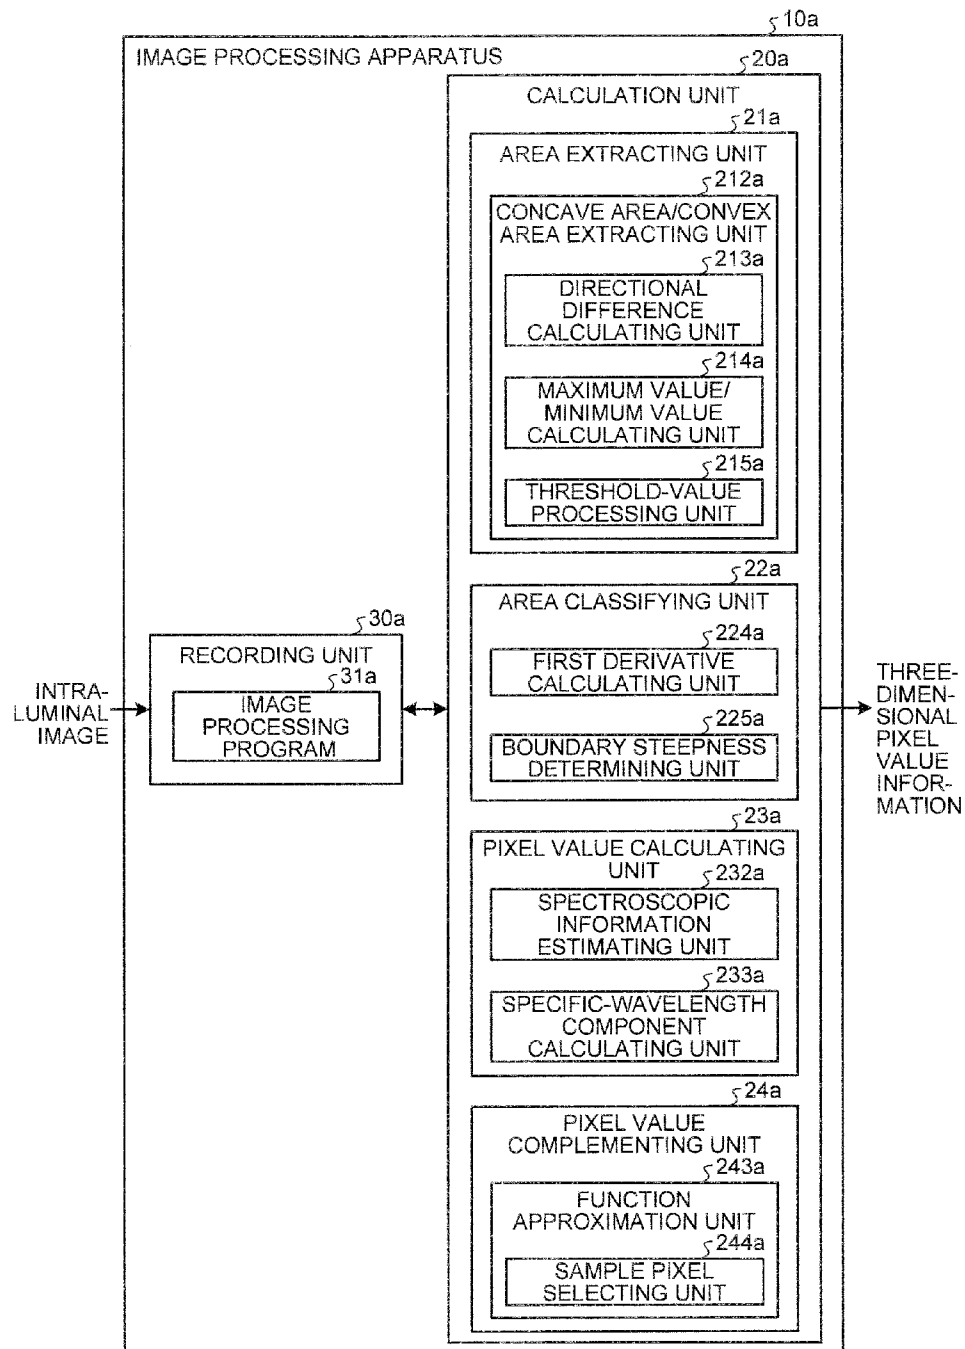 10a
IMAGE PROCESSING APPARATUS
20a
CALCULATION UNIT
21a
AREA EXTRACTING UNIT
212a
CONCAVE AREA/CONVEX
AREA EXTRACTING UNIT
213a
DIRECTIONAL
DIFFERENCE
CALCULATING UNIT
214a
MAXIMUM VALUE/
MINIMUM VALUE
CALCULATING UNIT
215a
THRESHOLD-VALUE
PROCESSING UNIT
22a
AREA CLASSIFYING UNIT
224a
FIRST DERIVATIVE
CALCULATING UNIT
225a
BOUNDARY STEEPNESS
DETERMINING UNIT
30a
RECORDING UNIT
31a
IMAGE
PROCESSING
PROGRAM
INTRA-
LUMINAL
IMAGE
THREE-
DIMEN-
SIONAL
PIXEL
VALUE
INFOR-
MATION
23a
PIXEL VALUE CALCULATING
UNIT
232a
SPECTROSCOPIC
INFORMATION
ESTIMATING UNIT
233a
SPECIFIC-WAVELENGTH
COMPONENT
CALCULATING UNIT
24a
PIXEL VALUE
COMPLEMENTING UNIT
243a
FUNCTION
APPROXIMATION UNIT
244a
SAMPLE PIXEL
SELECTING UNIT